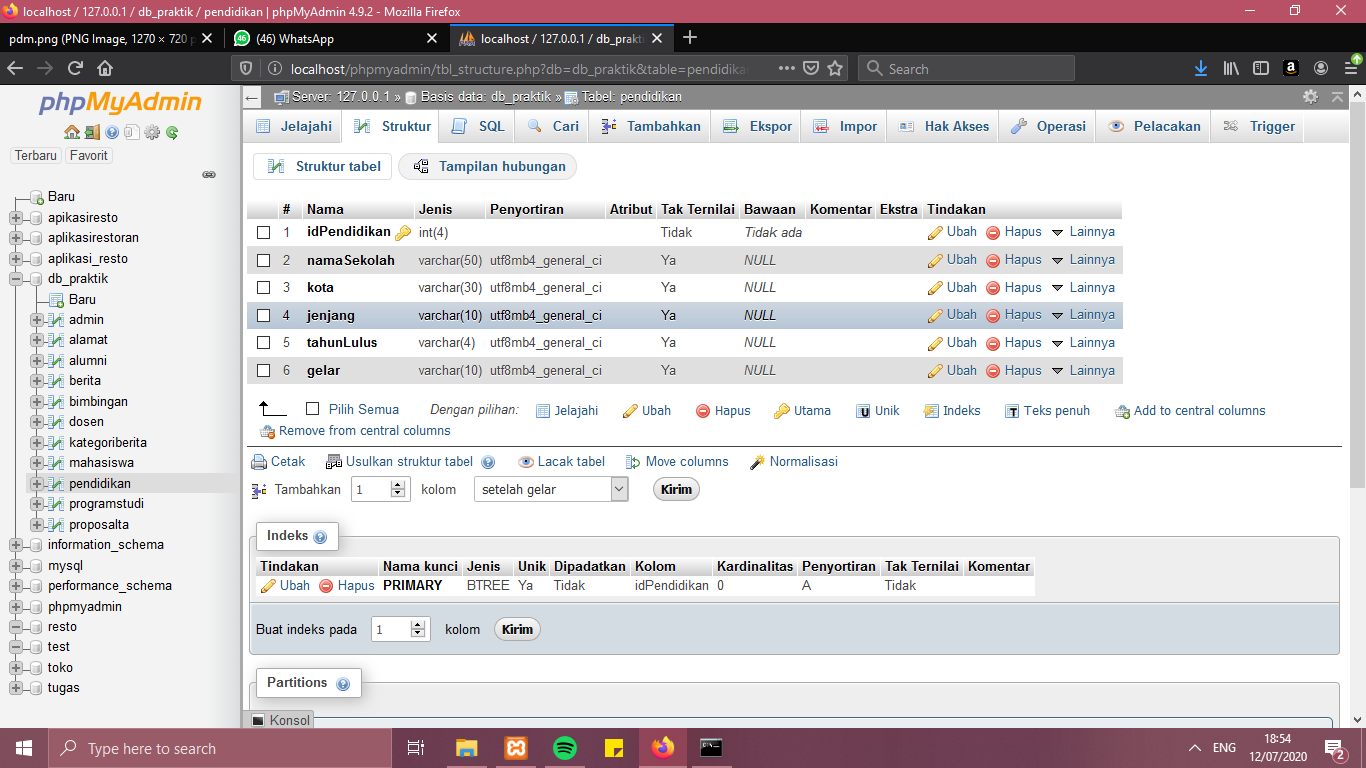 localhost / 127.0.0.1 / db_praktik / pendidikan | phpMyAdmin 4.9.2 - Mozilla Firefox
pdm.png (PNG Image, 1270 × 720 p
(46) WhatsApp
localhost / 127.0.0.1 / db_prakt
localhost/phpmyadmin/tbl_structure.php?db=db_praktik&table=pendidika
Search
phpMyAdmin
Terbaru Favorit
Baru
apikasiresto
aplikasirestoran
aplikasi_resto
db_praktik
Baru
admin
alamat
alumni
berita
bimbingan
dosen
kategoriberita
mahasiswa
pendidikan
programstudi
proposalta
information_schema
mysql
performance_schema
phpmyadmin
resto
test
toko
tugas
Server: 127.0.0.1 » Basis data: db_praktik » Tabel: pendidikan
Jelajahi Struktur SQL Cari Tambahkan Ekspor Impor Hak Akses Operasi Pelacakan Trigger
Struktur tabel Tampilan hubungan
# Nama Jenis Penyortiran Atribut Tak Ternilai Bawaan Komentar Ekstra Tindakan
1 idPendidikan int(4) Tidak Tidak ada Ubah Hapus Lainnya
2 namaSekolah varchar(50) utf8mb4_general_ci Ya NULL Ubah Hapus Lainnya
3 kota varchar(30) utf8mb4_general_ci Ya NULL Ubah Hapus Lainnya
4 jenjang varchar(10) utf8mb4_general_ci Ya NULL Ubah Hapus Lainnya
5 tahunLulus varchar(4) utf8mb4_general_ci Ya NULL Ubah Hapus Lainnya
6 gelar varchar(10) utf8mb4_general_ci Ya NULL Ubah Hapus Lainnya
Pilih Semua Dengan pilihan: Jelajahi Ubah Hapus Utama Unik Indeks Teks penuh Add to central columns
Remove from central columns
Cetak Usulkan struktur tabel Lacak tabel Move columns Normalisasi
Tambahkan 1 kolom setelah gelar Kirim
Indeks
Tindakan Nama kunci Jenis Unik Dipadatkan Kolom Kardinalitas Penyortiran Tak Ternilai Komentar
Ubah Hapus PRIMARY BTREE Ya Tidak idPendidikan 0 A Tidak
Buat indeks pada 1 kolom Kirim
Partitions
Konsol
Type here to search
ENG
18:54
12/07/2020
2